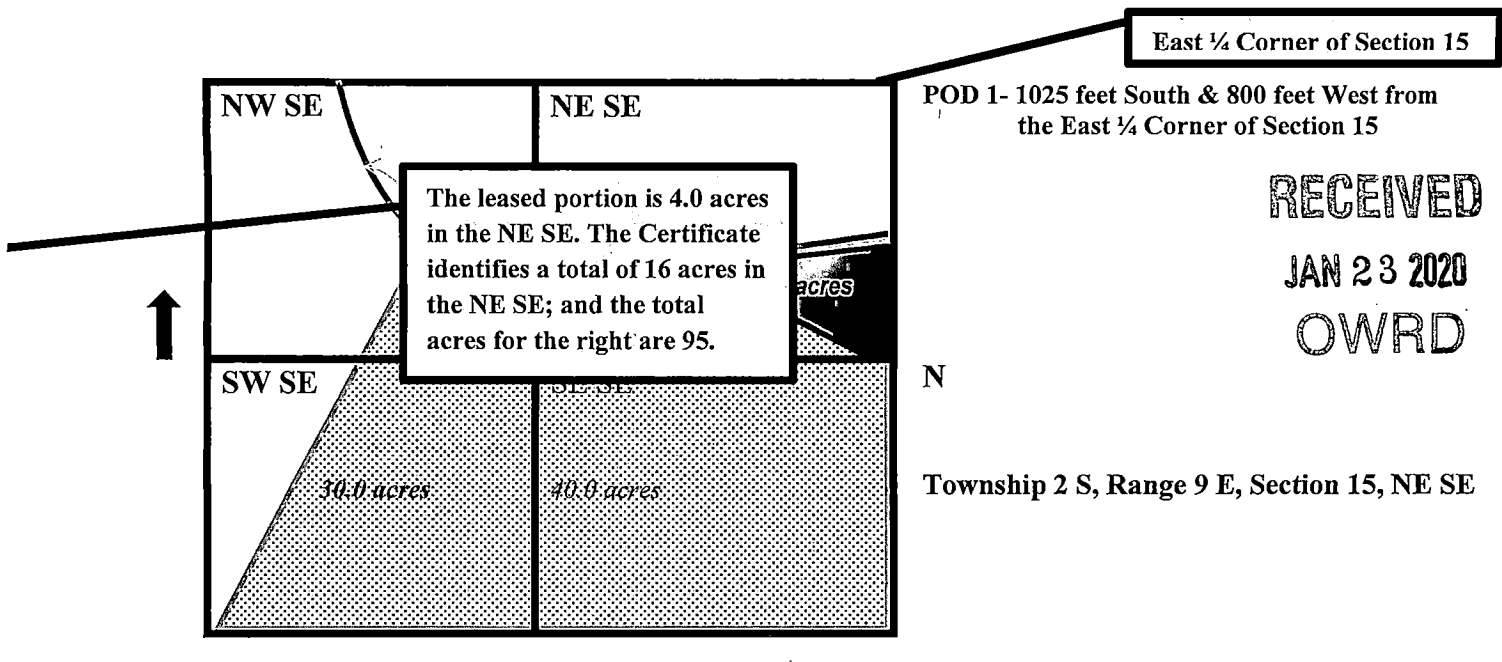 East ¼ Corner of Section 15
NW SE
NE SE
POD 1- 1025 feet South & 800 feet West from
the East ¼ Corner of Section 15
RECEIVED
JAN 23 2020
OWRD
The leased portion is 4.0 acres
in the NE SE. The Certificate
identifies a total of 16 acres in
the NE SE; and the total
acres for the right are 95.
acres
SW SE
SE SE
N
30.0 acres
40.0 acres
Township 2 S, Range 9 E, Section 15, NE SE